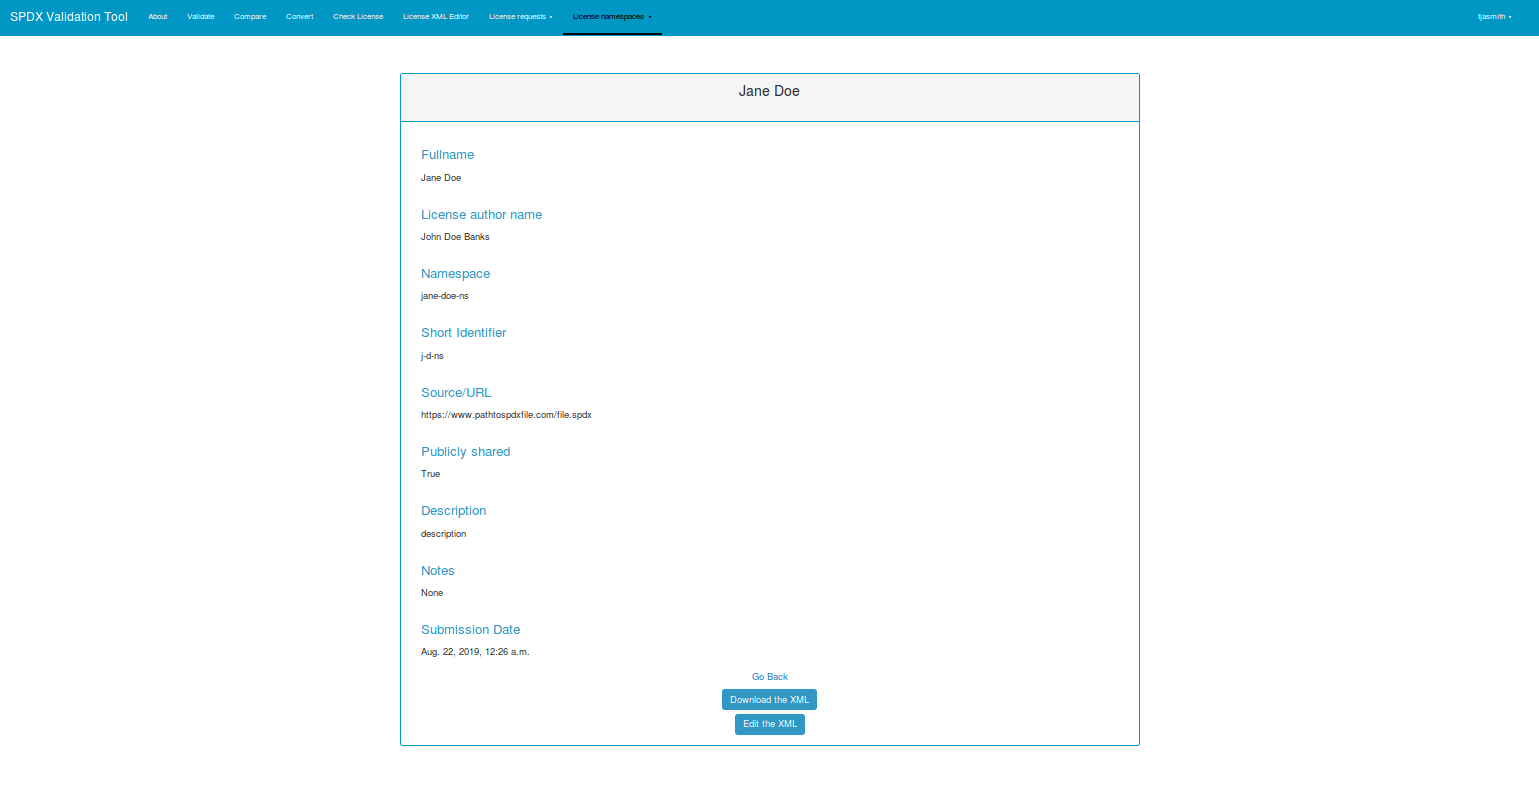 SPDX Validation Tool About Validate Compare Convert Check License License XML Editor License requests License namespaces tjasmith
Jane Doe
Fullname
Jane Doe
License author name
John Doe Banks
Namespace
jane-doe-ns
Short Identifier
j-d-ns
Source/URL
https://www.pathtospdxfile.com/file.spdx
Publicly shared
True
Description
description
Notes
None
Submission Date
Aug. 22, 2019, 12:26 a.m.
Go Back
Download the XML
Edit the XML